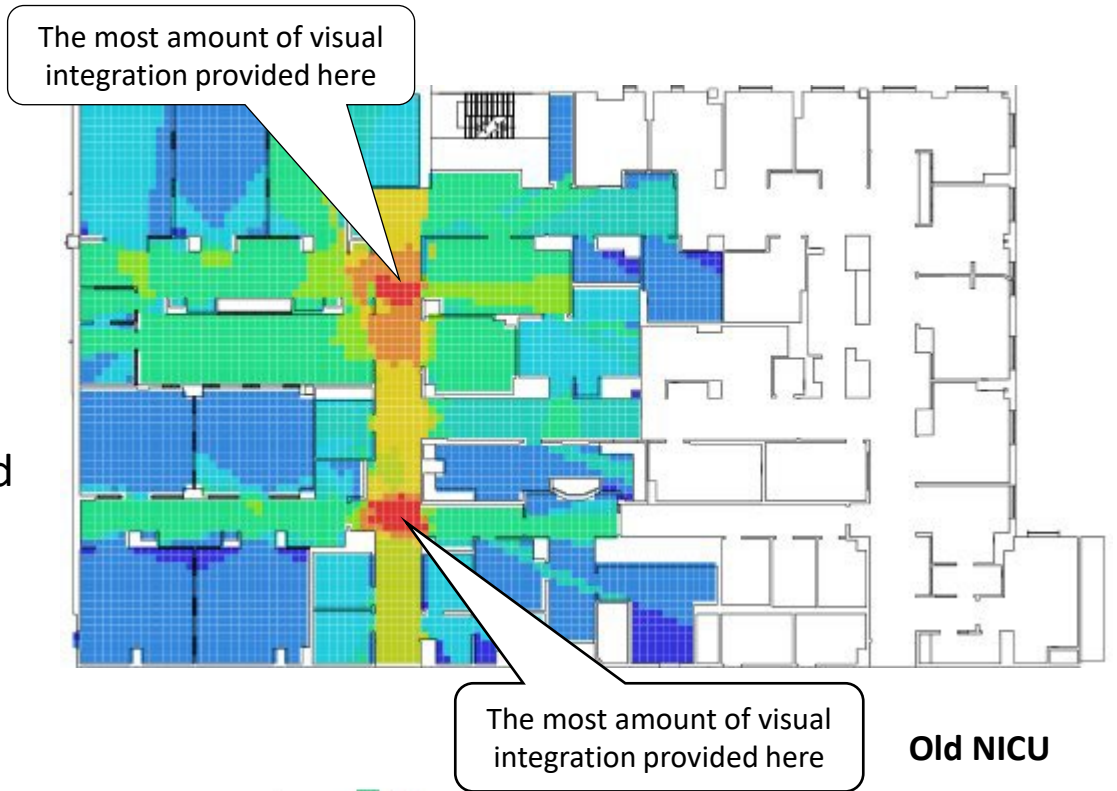 The most amount of visual
integration provided here
d
The most amount of visual
integration provided here
Old NICU